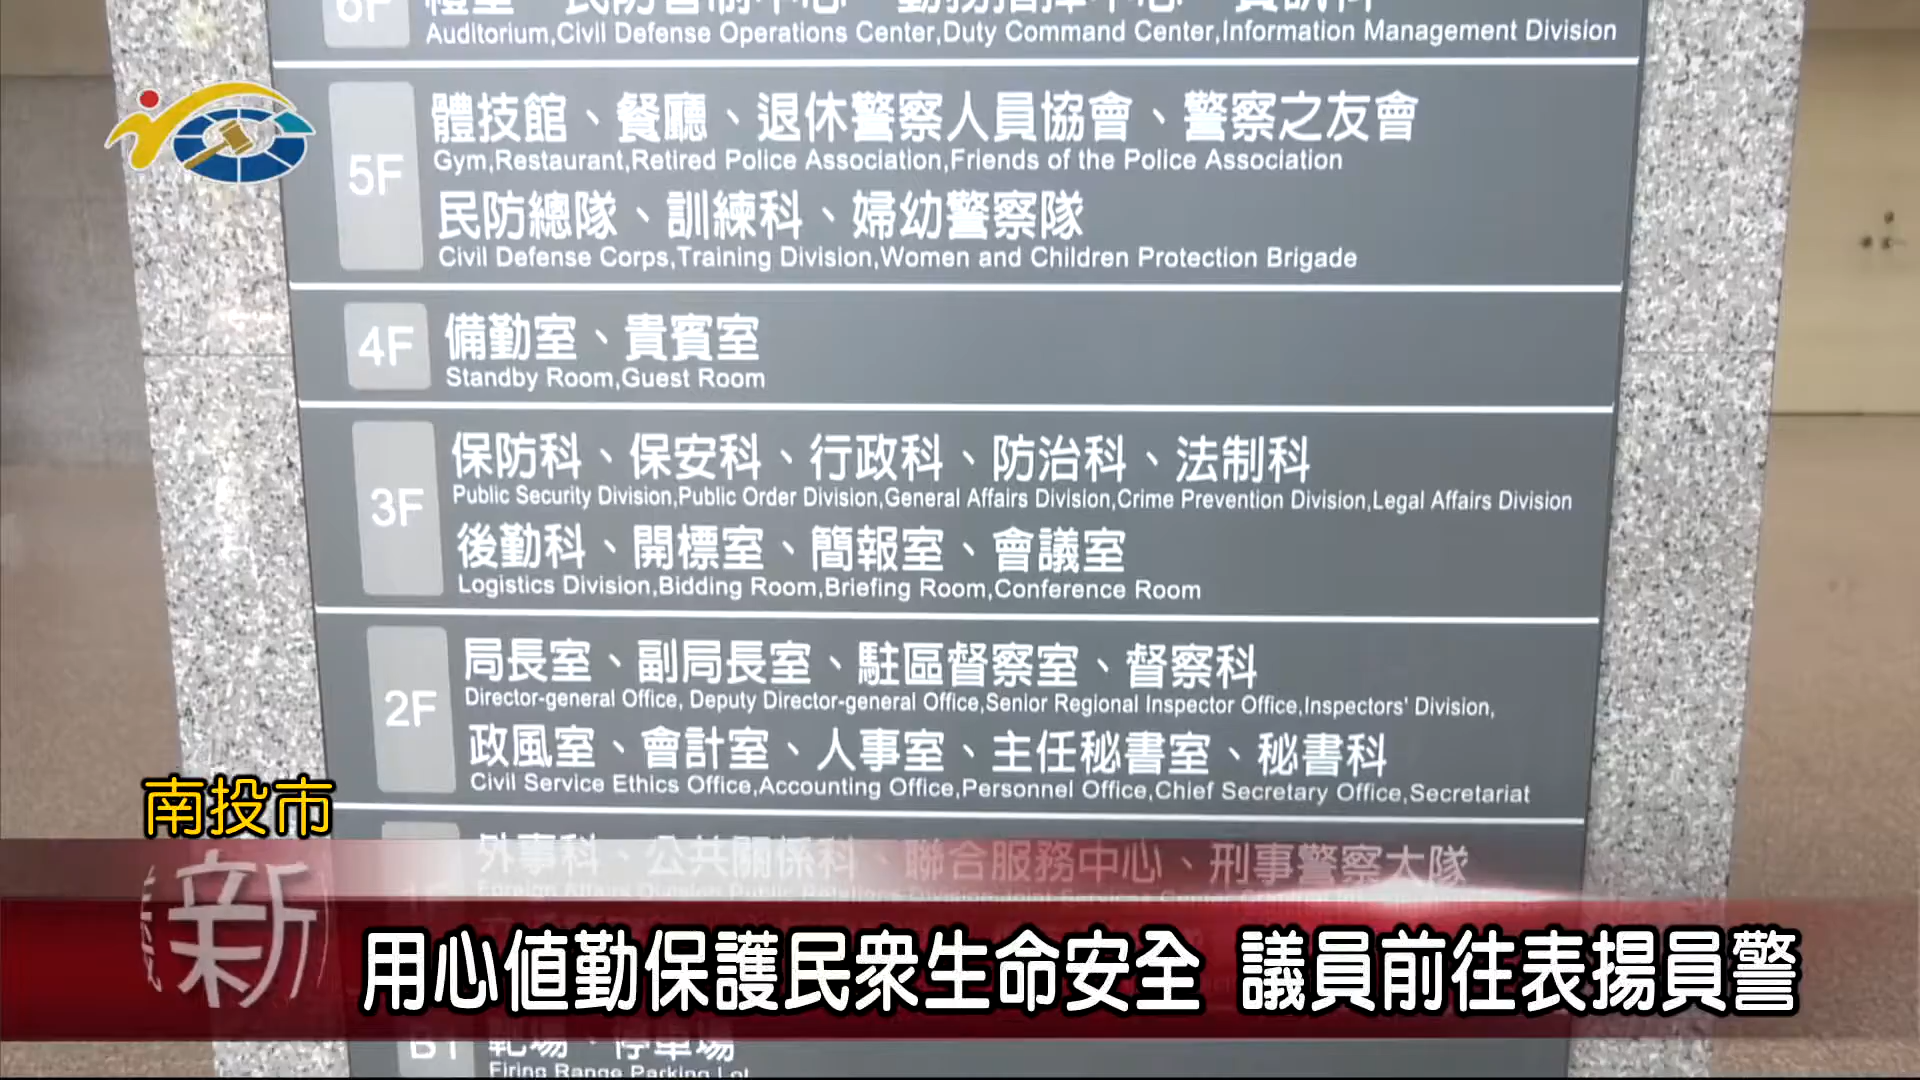 6F
Auditorium,Civil Defense Operations Center,Duty Command Center,Information Management Division
5F
體技館、餐廳、退休警察人員協會、警察之友會
Gym,Restaurant,Retired Police Association,Friends of the Police Association
民防總隊、訓練科、婦幼警察隊
Civil Defense Corps,Training Division,Women and Children Protection Brigade
4F
備勤室、貴賓室
Standby Room,Guest Room
3F
保防科、保安科、行政科、防治科、法制科
Public Security Division,Public Order Division,General Affairs Division,Crime Prevention Division,Legal Affairs Division
後勤科、開標室、簡報室、會議室
Logistics Division,Bidding Room,Briefing Room,Conference Room
2F
局長室、副局長室、駐區督察室、督察科
Director-general Office, Deputy Director-general Office,Senior Regional Inspector Office,Inspectors' Division,
政風室、會計室、人事室、主任秘書室、秘書科
Civil Service Ethics Office,Accounting Office,Personnel Office,Chief Secretary Office,Secretariat
南投市
外事科、公共關係科、聯合服務中心、刑事警察大隊
新
用心值勤保護民眾生命安全 議員前往表揚員警
B1
靶場、停車場
Firing Range Parking Lot